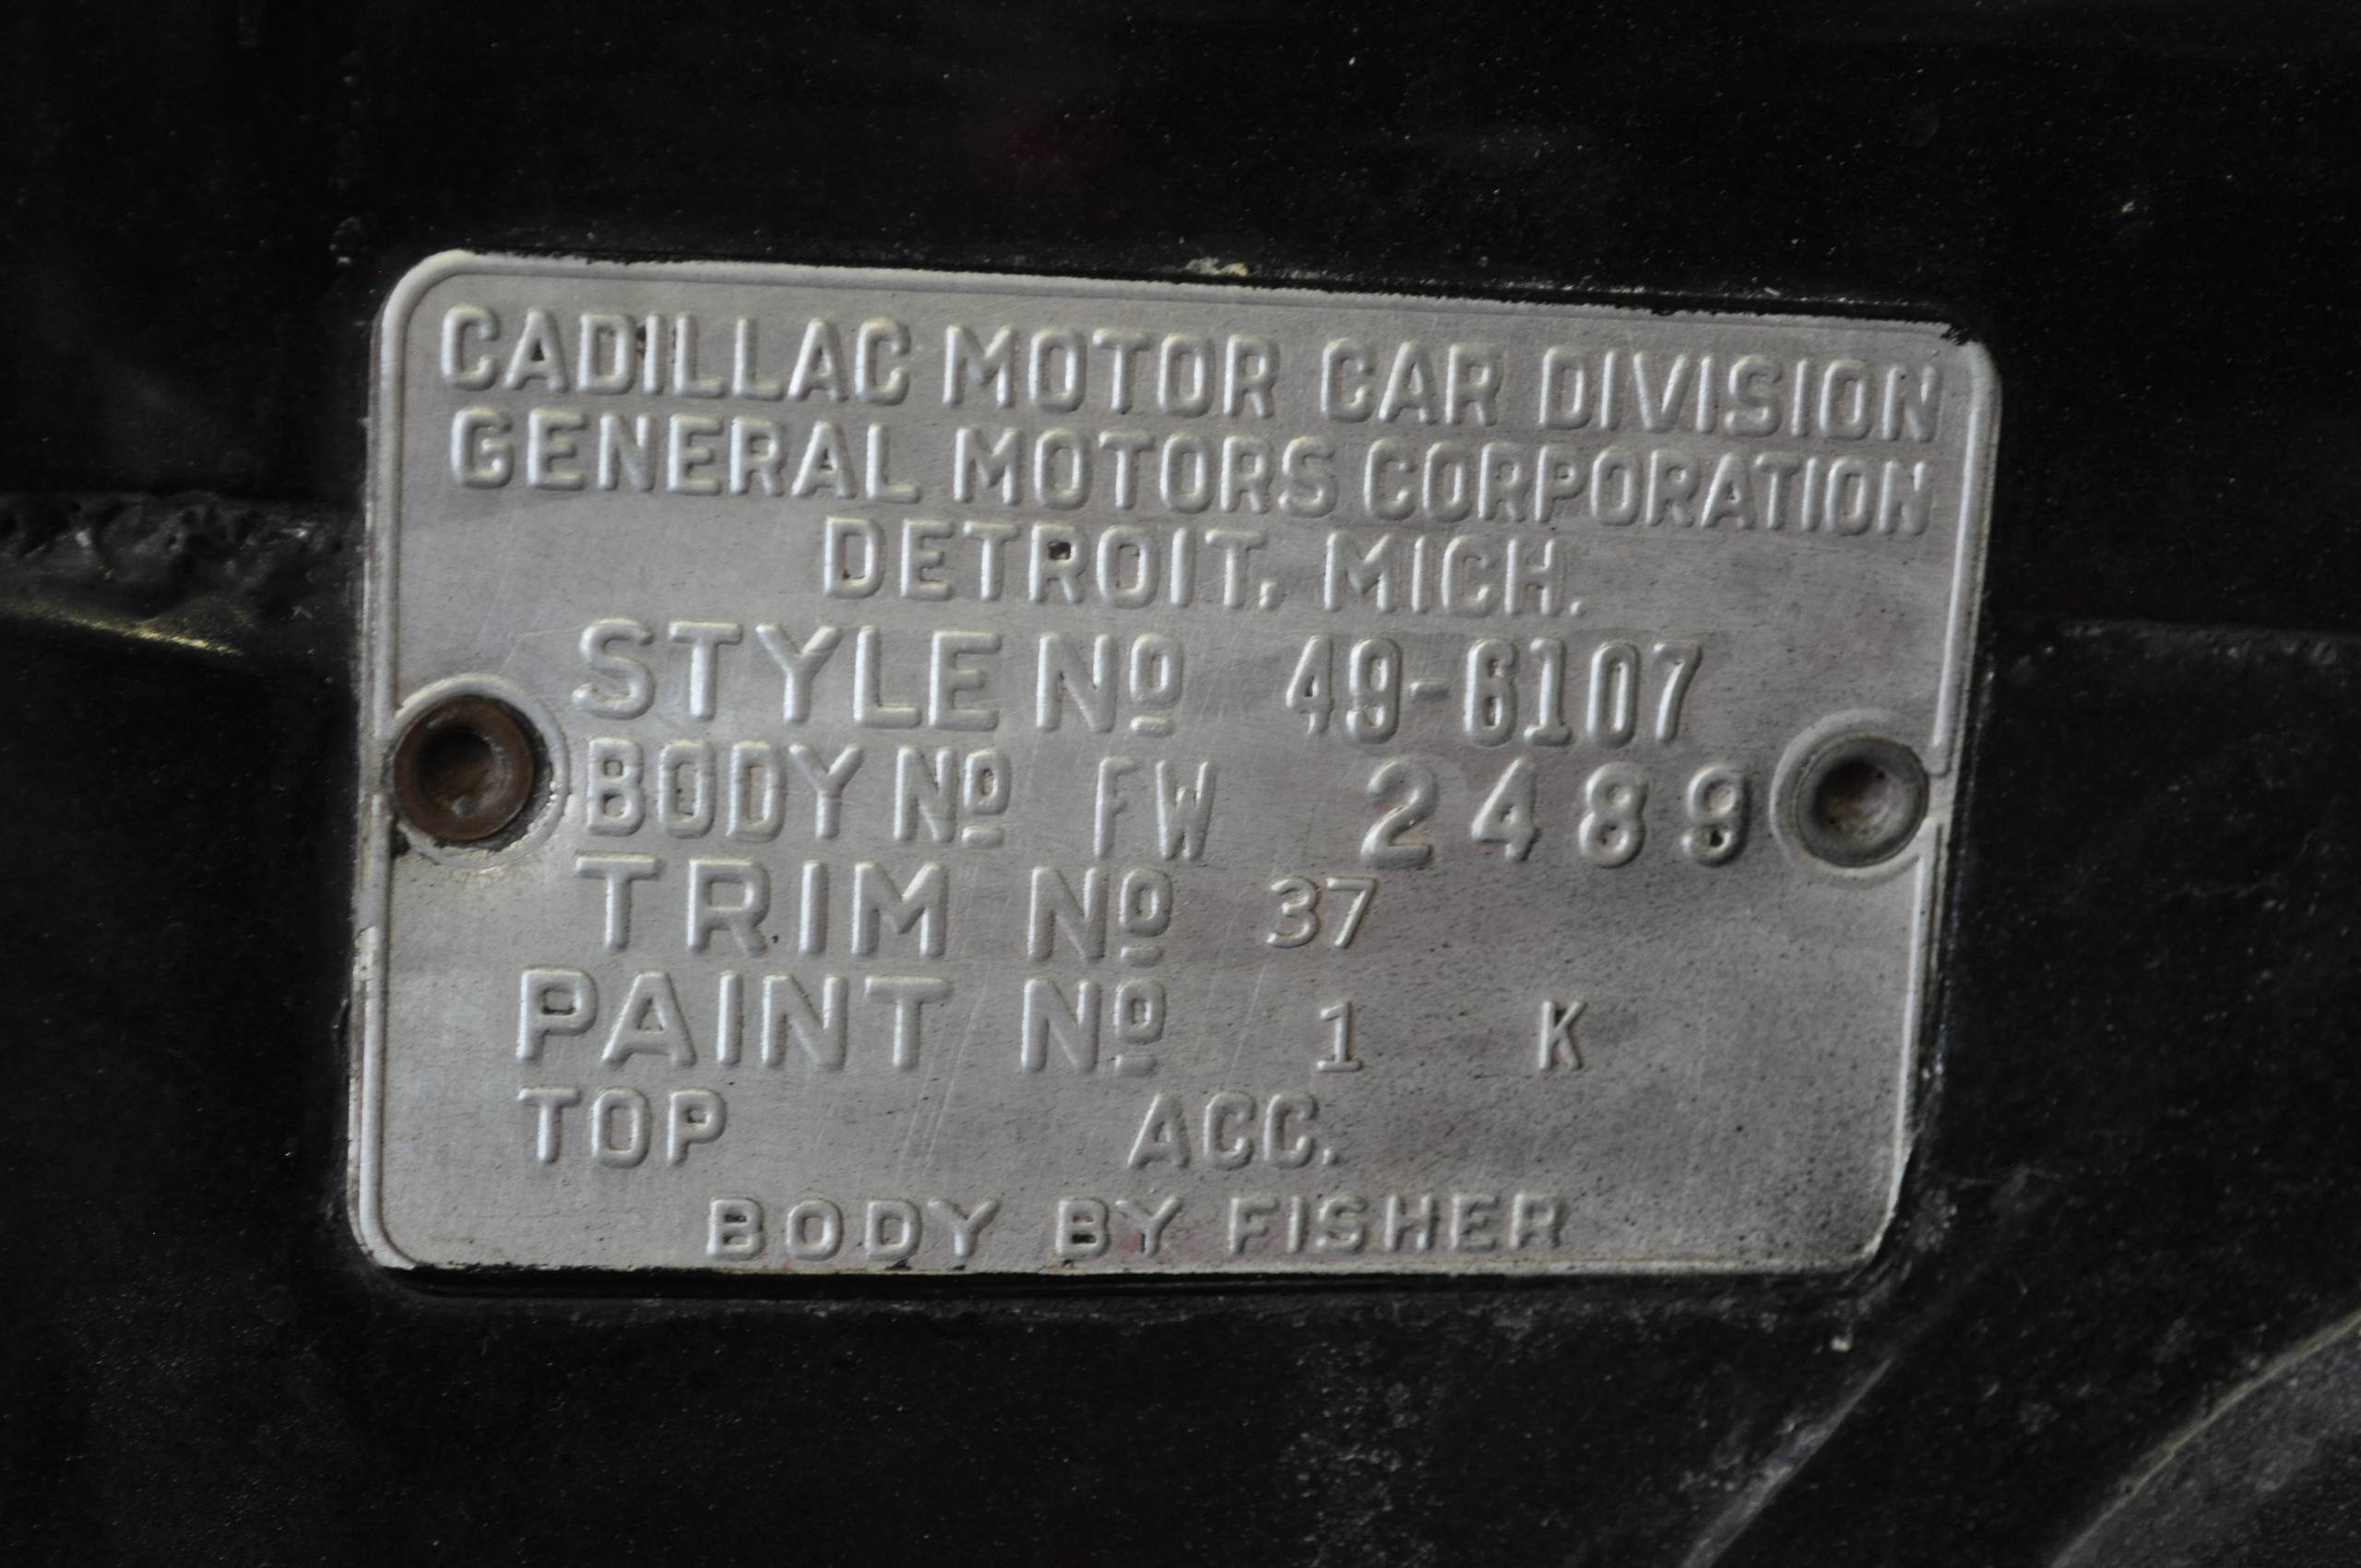 CADILLAC MOTOR CAR DIVISION
GENERAL MOTORS CORPORATION
DETROIT, MICH.
STYLE Nº 49-6107
BODY Nº FW 2489
TRIM Nº 37
PAINT Nº 1 K
TOP ACC.
BODY BY FISHER